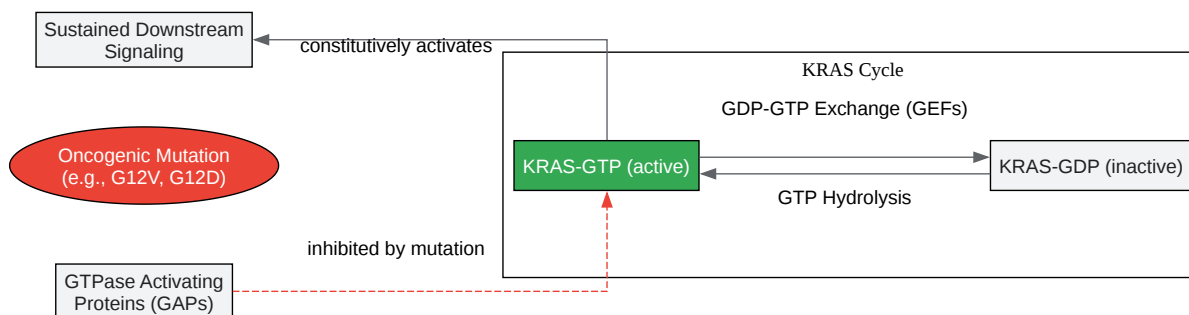 Sustained Downstream
Signaling
constitutively activates
KRAS Cycle
GDP-GTP Exchange (GEFs)
Oncogenic Mutation
(e.g., G12V, G12D)
KRAS-GTP (active)
KRAS-GDP (inactive)
GTP Hydrolysis
inhibited by mutation
GTPase Activating
Proteins (GAPs)